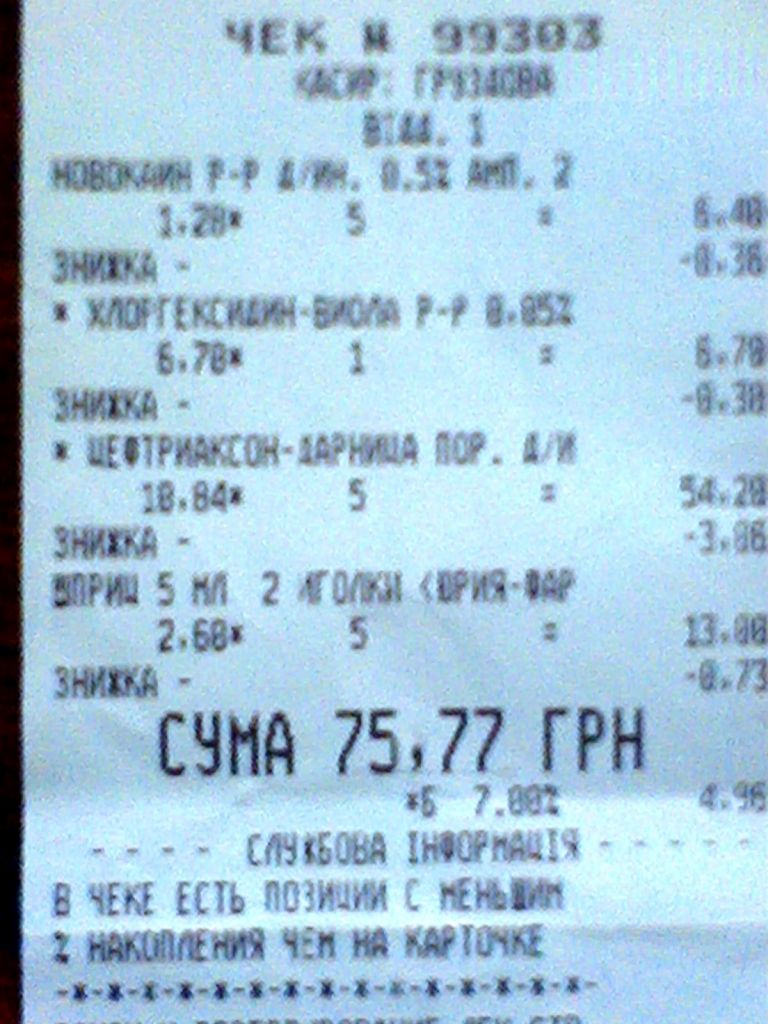 ЧЕК № 99303
КАСИР: ГРУЗДОВА
ВІДД. 1
НОВОКАИН Р-Р Д/ИН. 0.5% АМП. 2
1.28* 5 = 6.40
ЗНИЖКА - -0.36
* ХЛОРГЕКСИДИН-ВИОЛА Р-Р 0.05%
6.70* 1 = 6.70
ЗНИЖКА - -0.38
* ЦЕФТРИАКСОН-ДАРНИЦА ПОР. Д/И
10.84* 5 = 54.20
ЗНИЖКА - -3.06
ШПРИЦ 5 МЛ 2 ИГОЛКИ (ЮРИЯ-ФАР
2.60* 5 = 13.00
ЗНИЖКА - -0.73
СУМА 75,77 ГРН
*Б 7.00% 4.96
- - - - СЛУЖБОВА ІНФОРМАЦІЯ - - - - -
В ЧЕКЕ ЕСТЬ ПОЗИЦИИ С МЕНЬШИМ
% НАКОПЛЕНИЯ ЧЕМ НА КАРТОЧКЕ
-*-*-*-*-*-*-*-*-*-*-*-*-*-*-*-